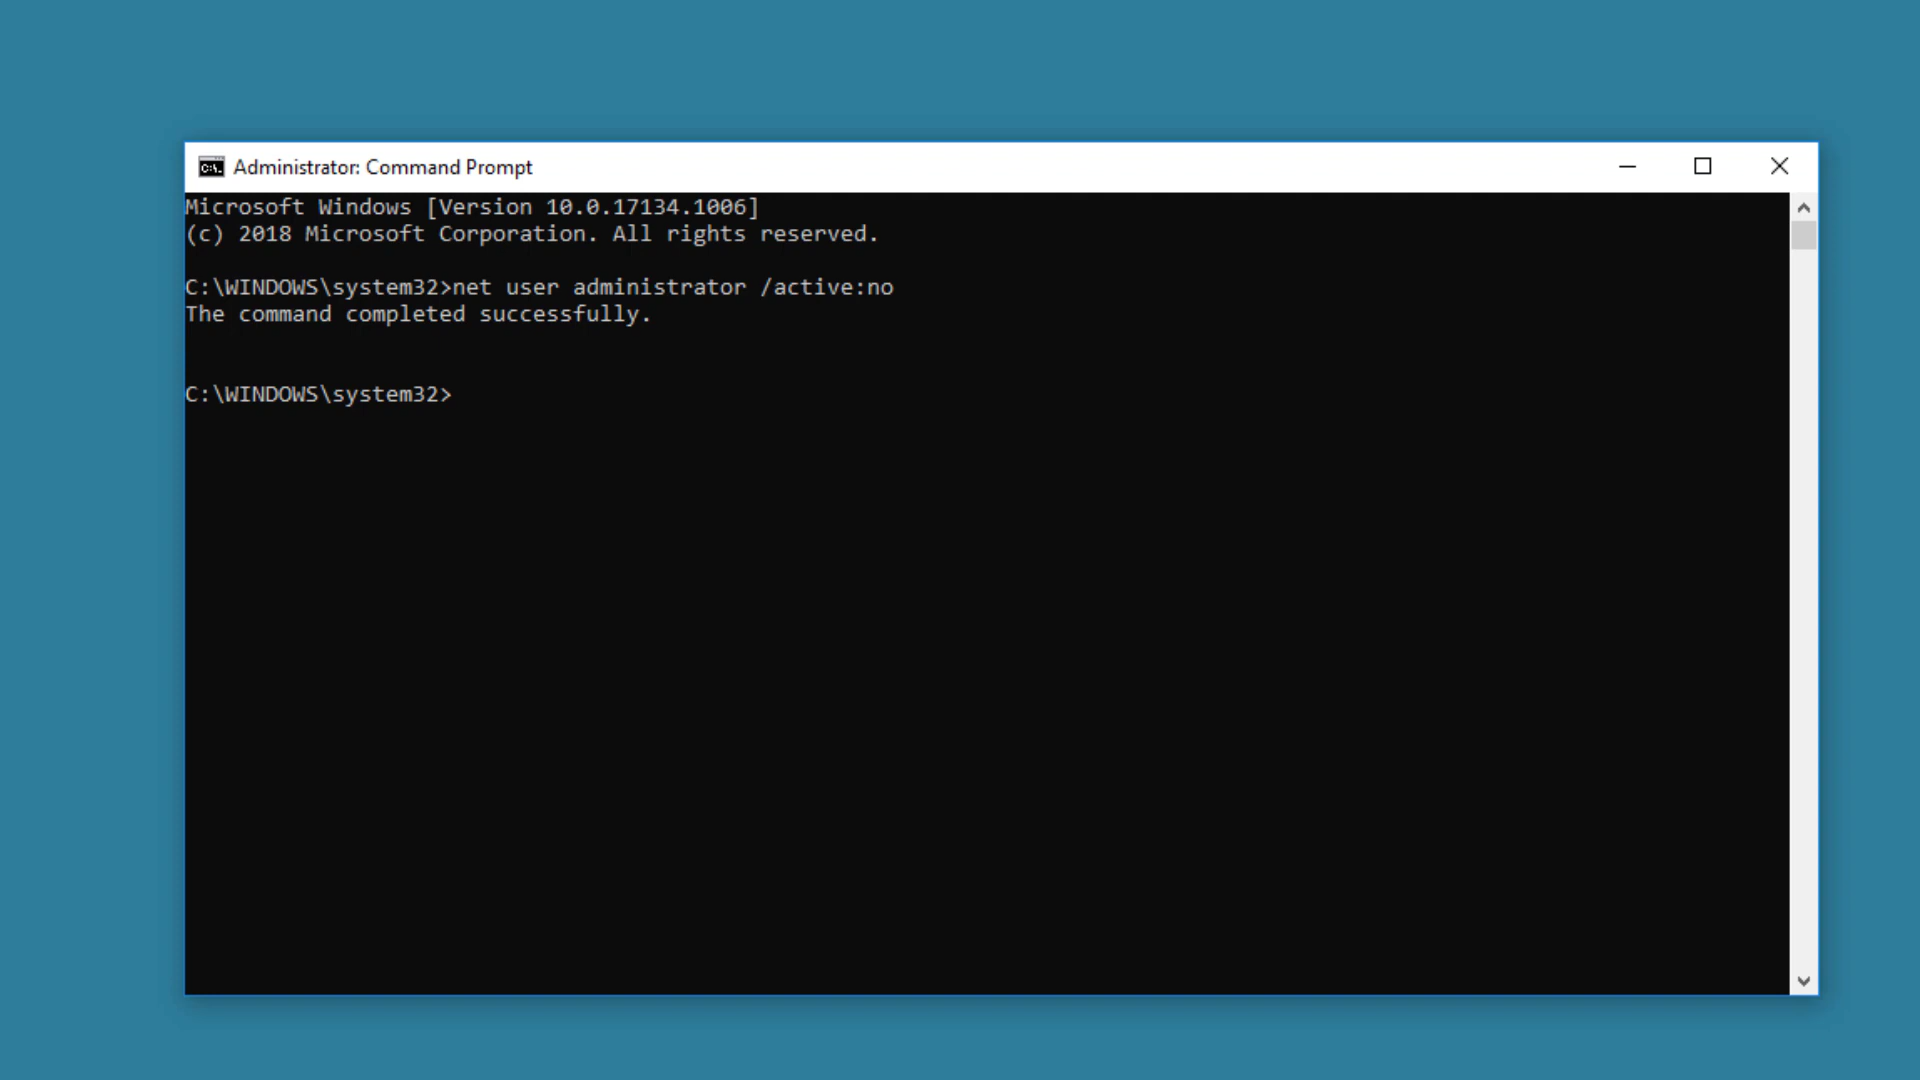 Administrator: Command Prompt
Microsoft Windows [Version 10.0.17134.1006]
(c) 2018 Microsoft Corporation. All rights reserved.
C:\WINDOWS\system32>net user administrator /active:no
The command completed successfully.
C:\WINDOWS\system32>